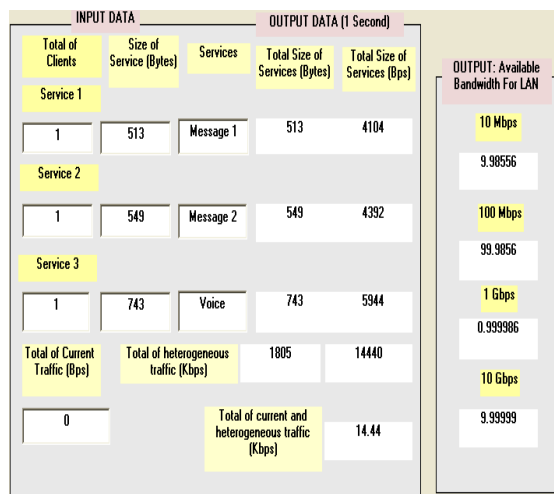 INPUT DATA
OUTPUT DATA (1 Second)
Total of
Clients
Size of
Service (Bytes)
Services
Total Size of
Services (Bytes)
Total Size of
Services (Bps)
Service 1
1
513
Message 1
513
4104
Service 2
1
549
Message 2
549
4392
Service 3
1
743
Voice
743
5944
Total of Current
Traffic (Bps)
Total of heterogeneous
traffic (Kbps)
1805
14440
0
Total of current and
heterogeneous traffic
(Kbps)
14.44
OUTPUT: Available
Bandwidth For LAN
10 Mbps
9.98556
100 Mbps
99.9856
1 Gbps
0.999986
10 Gbps
9.99999